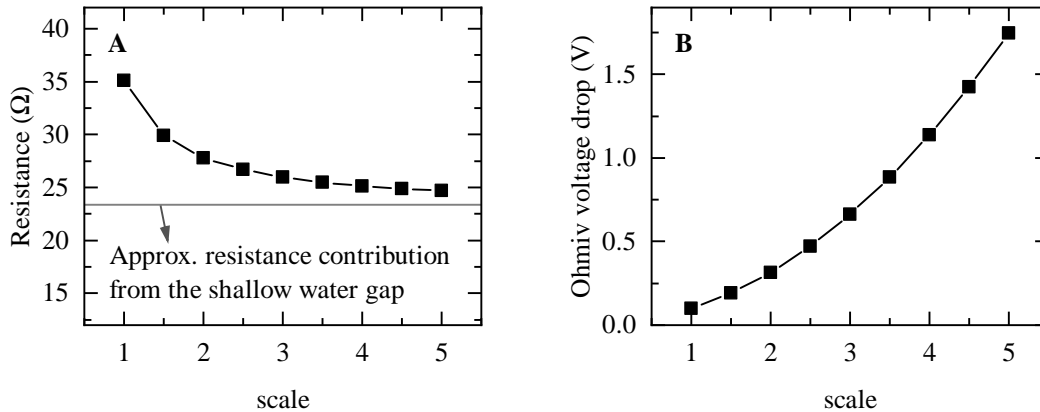 A
40
35
30
25
20
15
Resistance (Ω)
Approx. resistance contribution
from the shallow water gap
1 2 3 4 5
scale
B
1.5
1.0
0.5
0.0
Ohmiv voltage drop (V)
1 2 3 4 5
scale